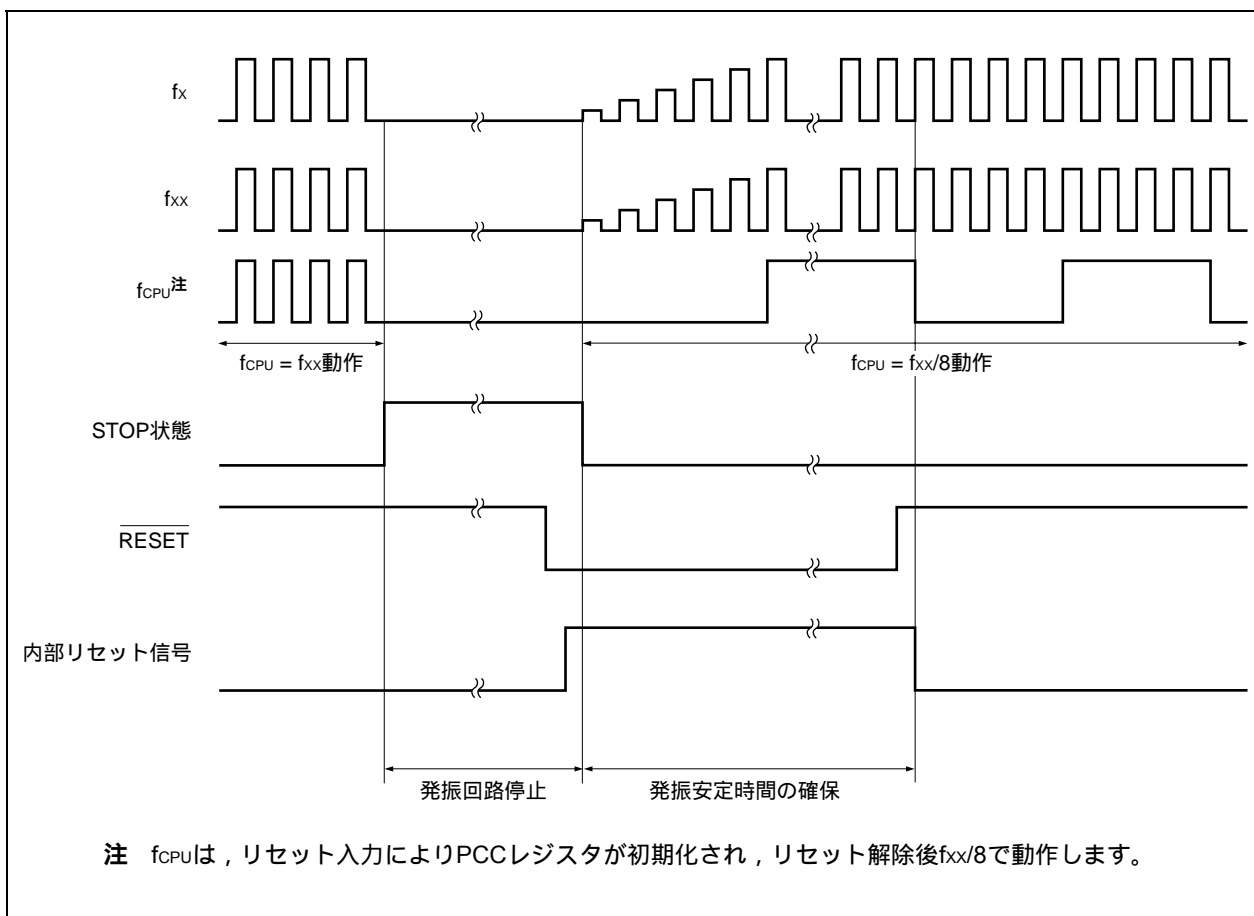 fX
fXX
fCPU注
fCPU = fXX動作
fCPU = fXX/8動作
STOP状態
RESET
内部リセット信号
発振回路停止
発振安定時間の確保
注 fCPUは，リセット入力によりPCCレジスタが初期化され，リセット解除後fXX/8で動作します。